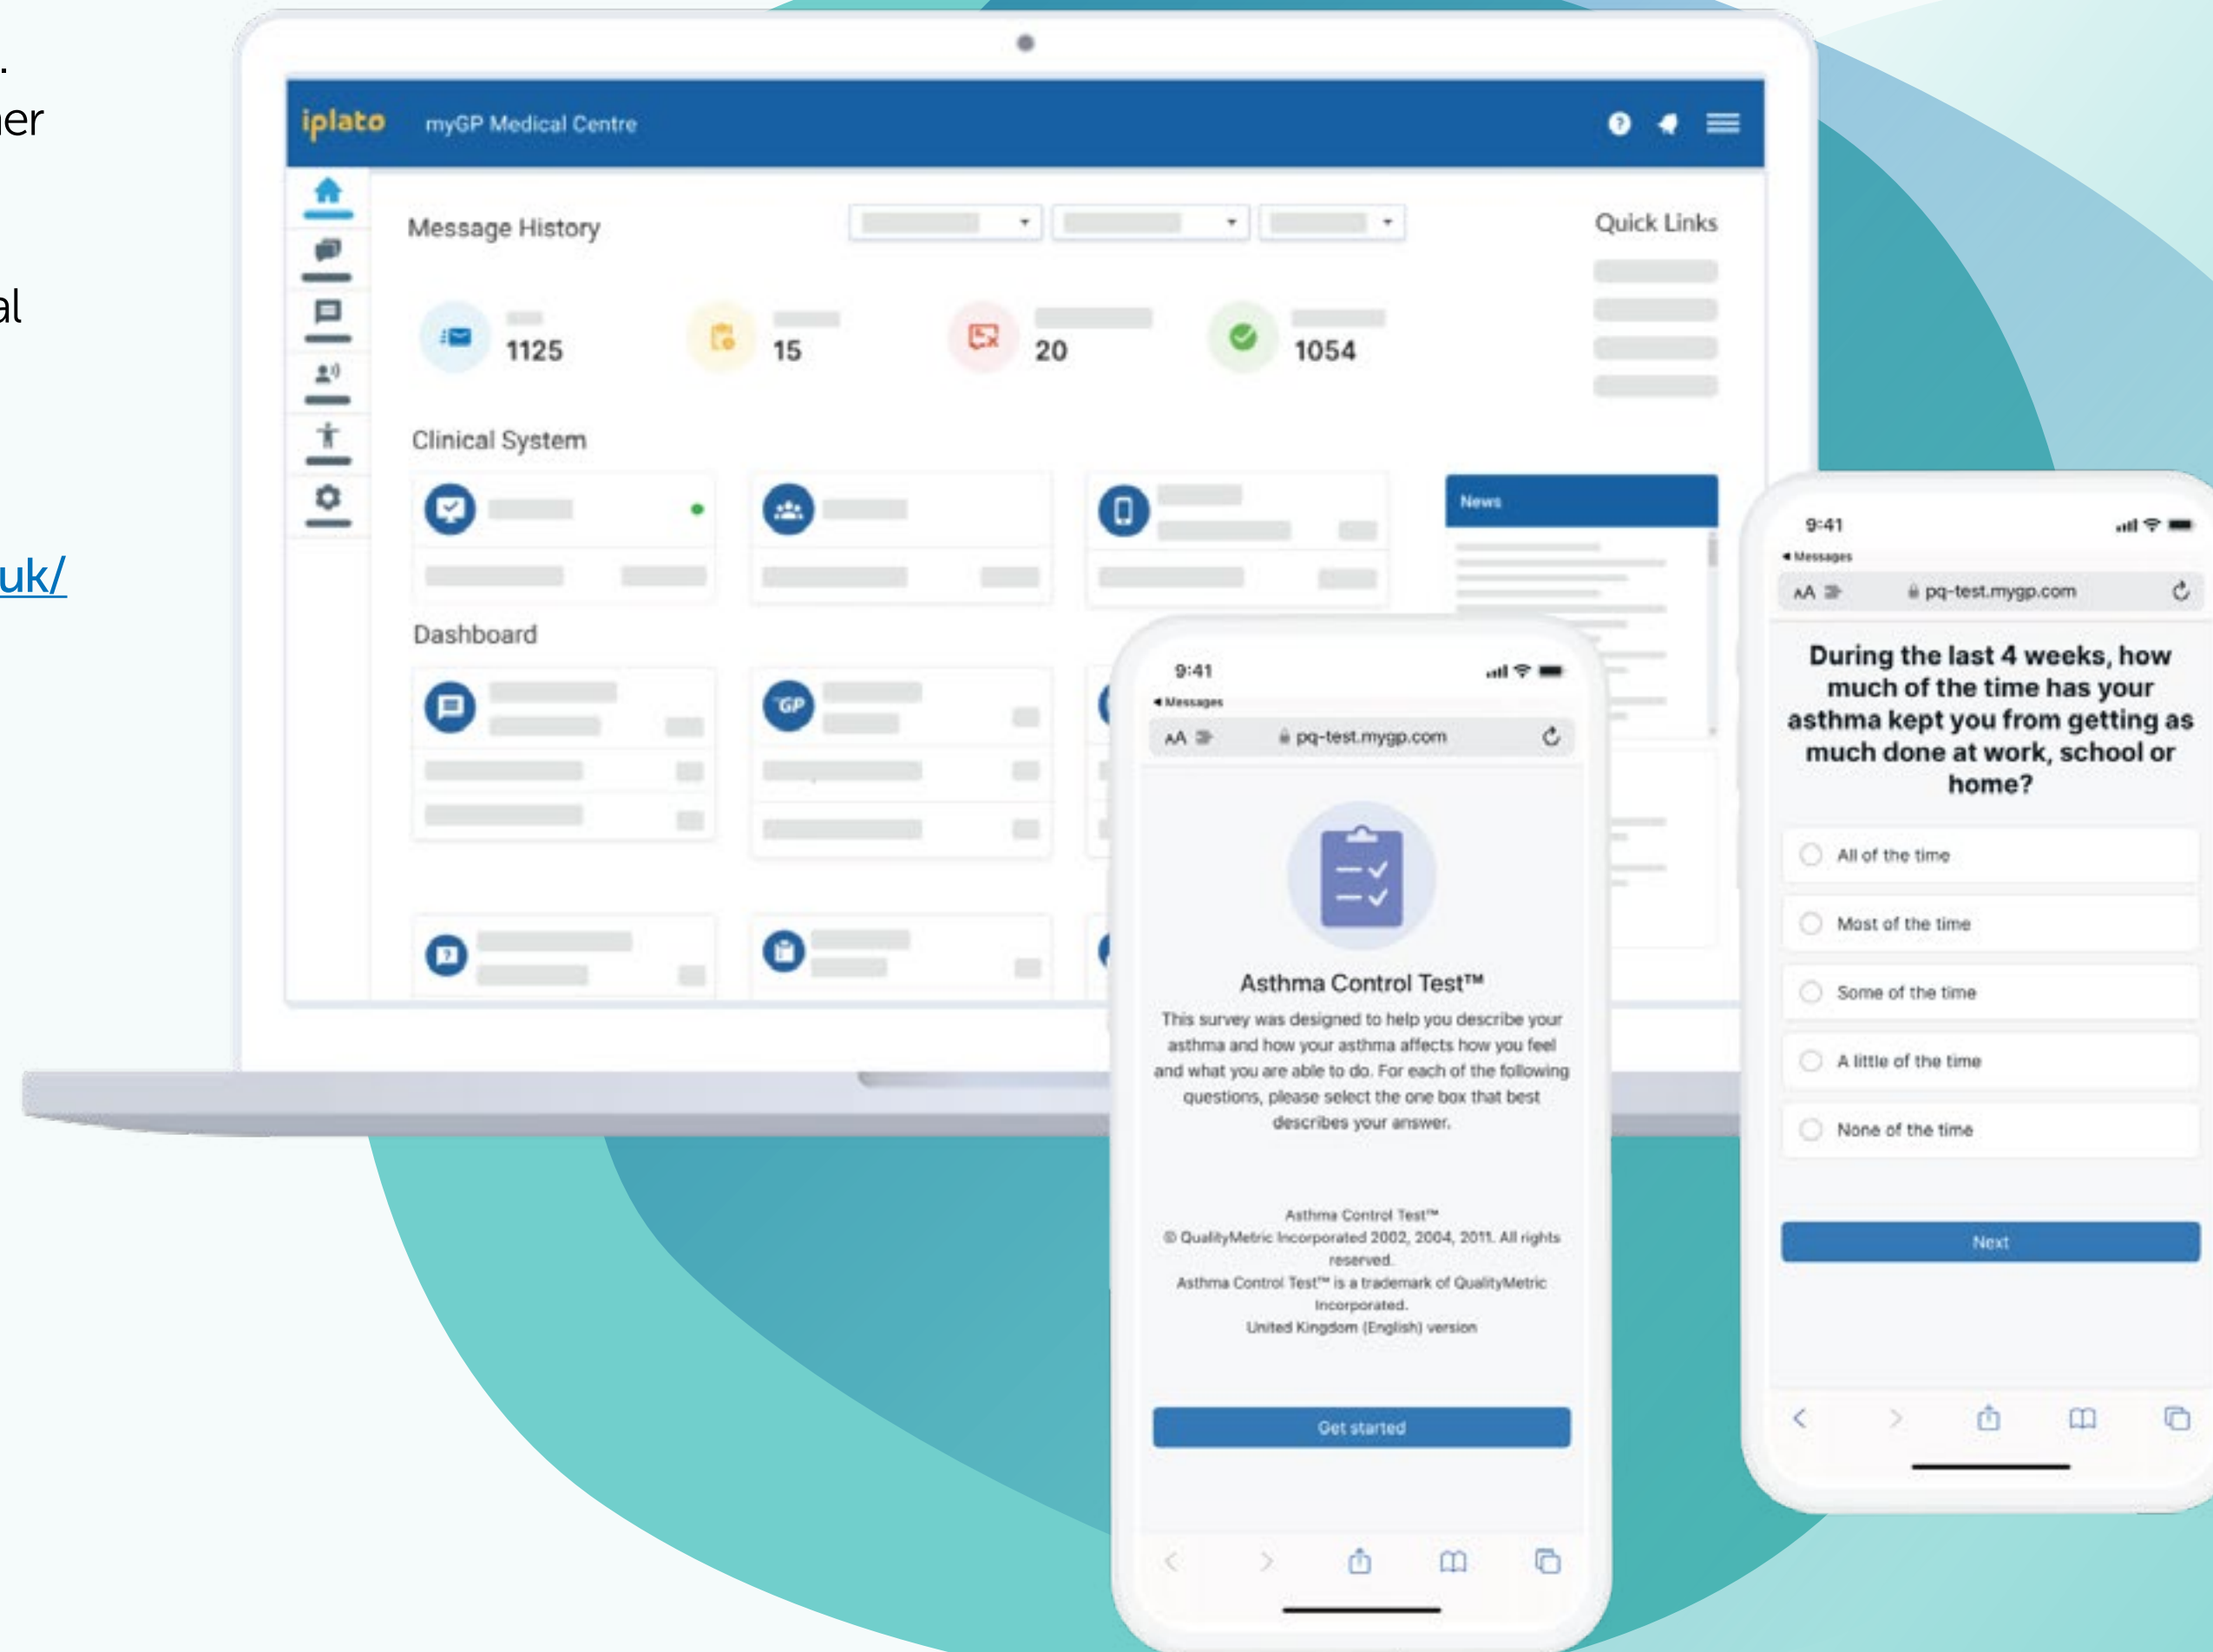 .
er
al
uk/
iplato myGP Medical Centre
Message History
Quick Links
1125
15
20
1054
Clinical System
News
Dashboard
GP
9:41
Messages
AA
pq-test.mygp.com
Asthma Control Test™
This survey was designed to help you describe your
asthma and how your asthma affects how you feel
and what you are able to do. For each of the following
questions, please select the one box that best
describes your answer.
Asthma Control Test™
© QualityMetric Incorporated 2002, 2004, 2011. All rights
reserved.
Asthma Control Test™ is a trademark of QualityMetric
Incorporated.
United Kingdom (English) version
Get started
9:41
Messages
AA
pq-test.mygp.com
During the last 4 weeks, how
much of the time has your
asthma kept you from getting as
much done at work, school or
home?
All of the time
Most of the time
Some of the time
A little of the time
None of the time
Next